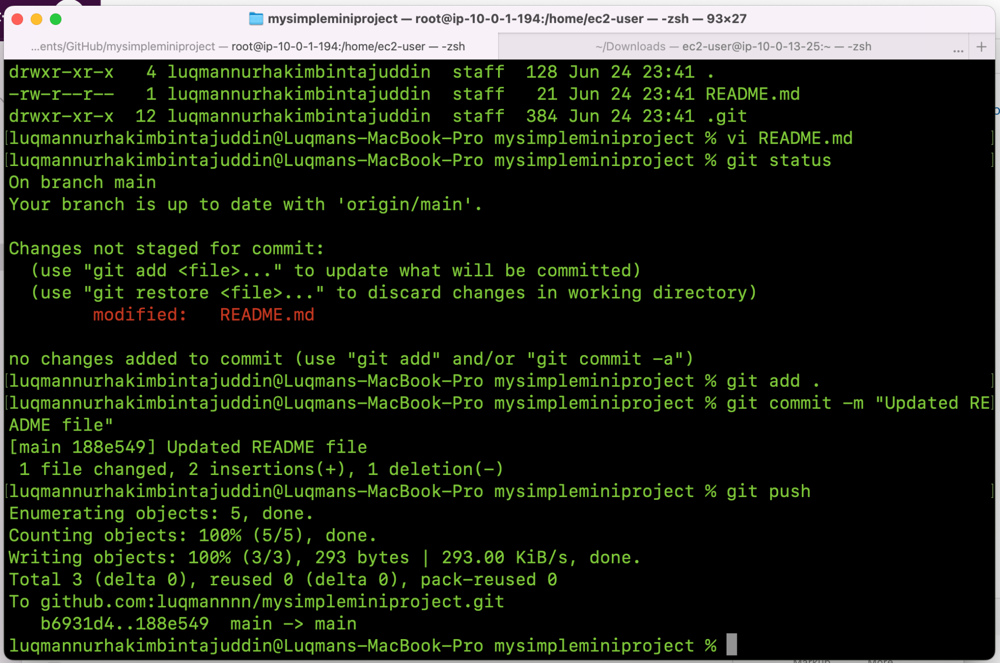 mysimpleminiproject — root@ip-10-0-1-194:/home/ec2-user — -zsh — 93×27
...ents/GitHub/mysimpleminiproject — root@ip-10-0-1-194:/home/ec2-user — -zsh
~/Downloads — ec2-user@ip-10-0-13-25:~ — -zsh ... +
drwxr-xr-x   4 luqmannurhakimbintajuddin  staff  128 Jun 24 23:41 .
-rw-r--r--   1 luqmannurhakimbintajuddin  staff   21 Jun 24 23:41 README.md
drwxr-xr-x  12 luqmannurhakimbintajuddin  staff  384 Jun 24 23:41 .git
[luqmannurhakimbintajuddin@Luqmans-MacBook-Pro mysimpleminiproject % vi README.md ]
[luqmannurhakimbintajuddin@Luqmans-MacBook-Pro mysimpleminiproject % git status ]
On branch main
Your branch is up to date with 'origin/main'.
Changes not staged for commit:
  (use "git add <file>..." to update what will be committed)
  (use "git restore <file>..." to discard changes in working directory)
        modified:   README.md
no changes added to commit (use "git add" and/or "git commit -a")
[luqmannurhakimbintajuddin@Luqmans-MacBook-Pro mysimpleminiproject % git add . ]
[luqmannurhakimbintajuddin@Luqmans-MacBook-Pro mysimpleminiproject % git commit -m "Updated RE]
ADME file"
[main 188e549] Updated README file
 1 file changed, 2 insertions(+), 1 deletion(-)
[luqmannurhakimbintajuddin@Luqmans-MacBook-Pro mysimpleminiproject % git push ]
Enumerating objects: 5, done.
Counting objects: 100% (5/5), done.
Writing objects: 100% (3/3), 293 bytes | 293.00 KiB/s, done.
Total 3 (delta 0), reused 0 (delta 0), pack-reused 0
To github.com:luqmannnn/mysimpleminiproject.git
   b6931d4..188e549  main -> main
luqmannurhakimbintajuddin@Luqmans-MacBook-Pro mysimpleminiproject %